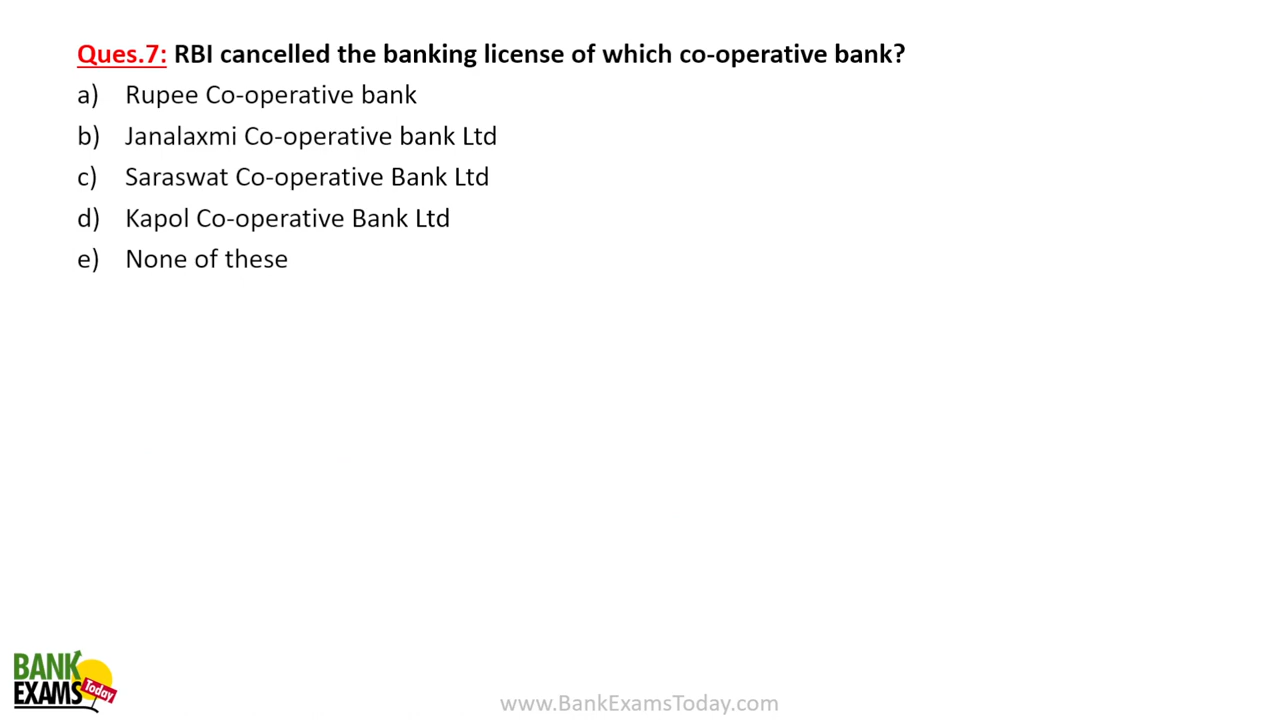 Ques.7: RBI cancelled the banking license of which co-operative bank?
a) Rupee Co-operative bank
b) Janalaxmi Co-operative bank Ltd
c) Saraswat Co-operative Bank Ltd
d) Kapol Co-operative Bank Ltd
e) None of these
BANK
EXAMS Today
www.BankExamsToday.com